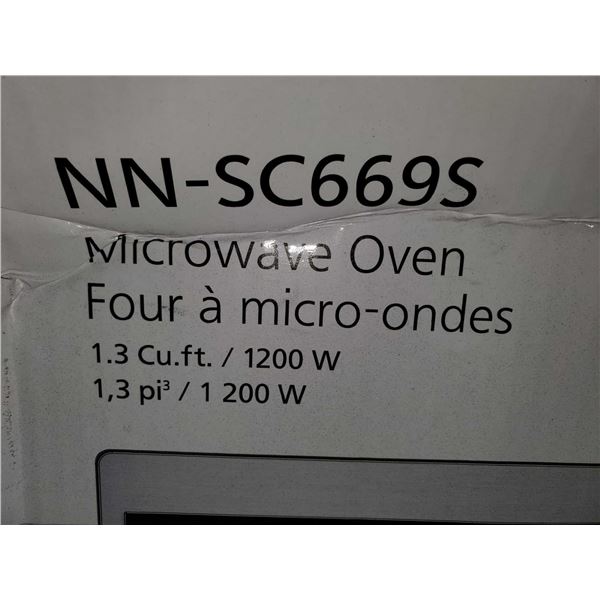 NN-SC669S
Microwave Oven
Four à micro-ondes
1.3 Cu.ft. / 1200 W
1,3 pi³ / 1 200 W